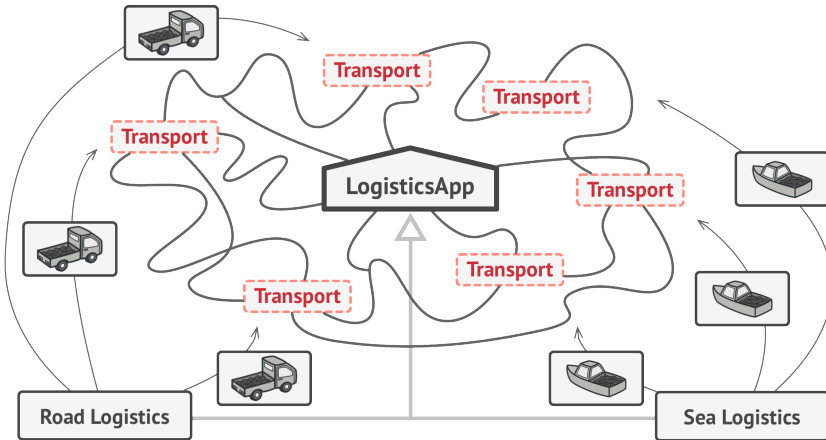 Transport
Transport
Transport
LogisticsApp
Transport
Transport
Transport
Road Logistics
Sea Logistics